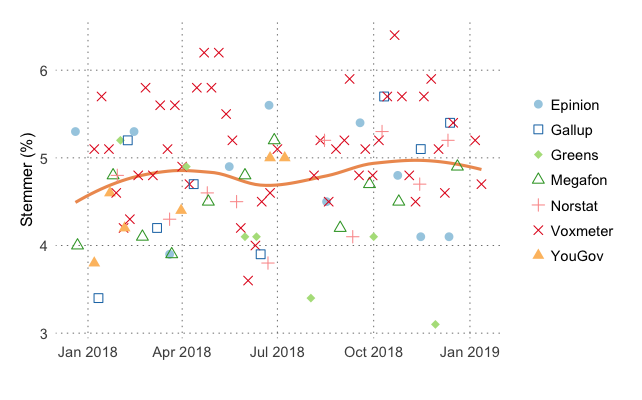 Stemmer (%)
6
5
4
3
Jan 2018
Apr 2018
Jul 2018
Oct 2018
Jan 2019
Epinion
Gallup
Greens
Megafon
Norstat
Voxmeter
YouGov